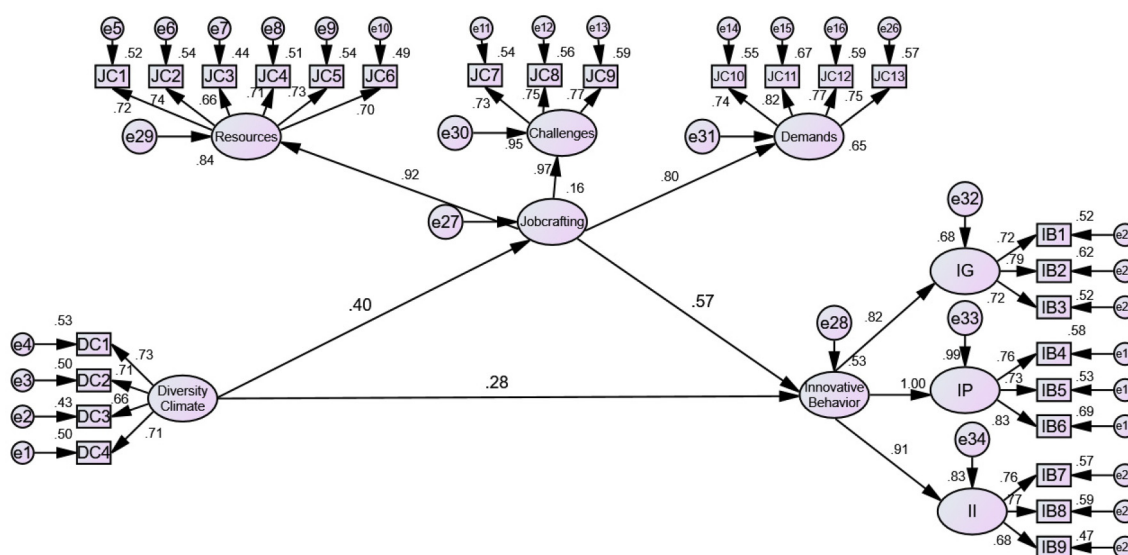 e5 e6 e7 e8 e9 e10 e11 e12 e13 e14 e15 e16 e26
.52 .54 .44 .51 .54 .49 .54 .56 .59 .55 .67 .59 .57
JC1 JC2 JC3 JC4 JC5 JC6 JC7 JC8 JC9 JC10 JC11 JC12 JC13
.72 .74 .66 .71 .73 .70 .73 .75 .77 .74 .82 .77 .75
e29 Resources e30 Challenges e31 Demands
.84 .95 .65
.92 .97 .80
.16
e27 Jobcrafting
e32
.68 IG .72 IB1 .52
.79 IB2 .62
.72 IB3 .52
.40 .57 .82
e28 e33
.53 e4 DC1 .73
.50 e3 DC2 .71
.43 e2 DC3 .66
.50 e1 DC4 .71
Diversity
Climate
.28
.53
Innovative
Behavior
1.00
.99 IP .76 IB4 .58
.73 IB5 .53
.83 IB6 .69
.91
e34
.83 II .76 IB7 .57
.77 IB8 .59
.68 IB9 .47